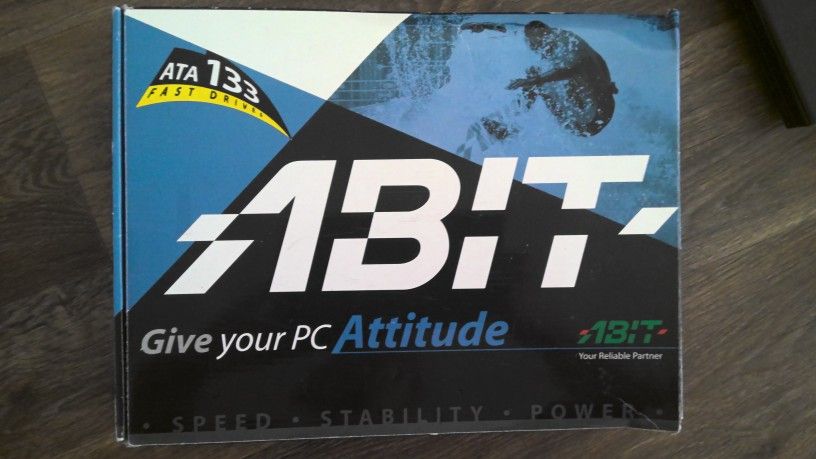 ATA 133
FAST DRIVES
ABIT
Give your PC Attitude
ABIT
Your Reliable Partner
· SPEED · STABILITY · POWER ·